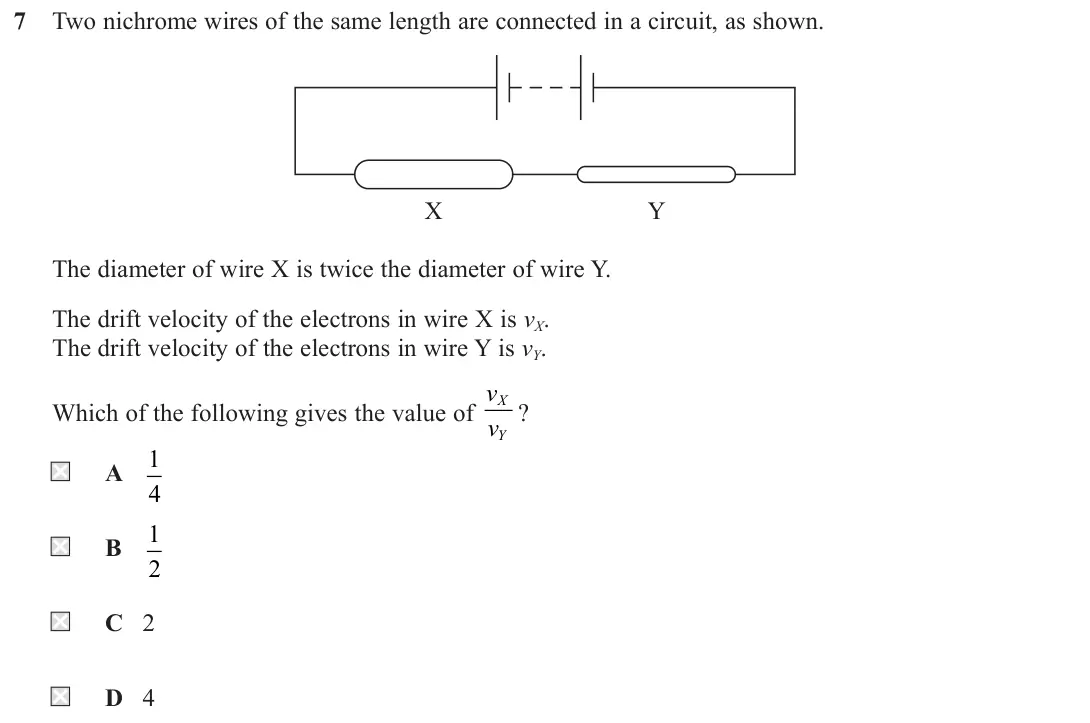 7 Two nichrome wires of the same length are connected in a circuit, as shown.
X Y
The diameter of wire X is twice the diameter of wire Y.
The drift velocity of the electrons in wire X is vX.
The drift velocity of the electrons in wire Y is vY.
Which of the following gives the value of vX/vY?
A 1/4
B 1/2
C 2
D 4